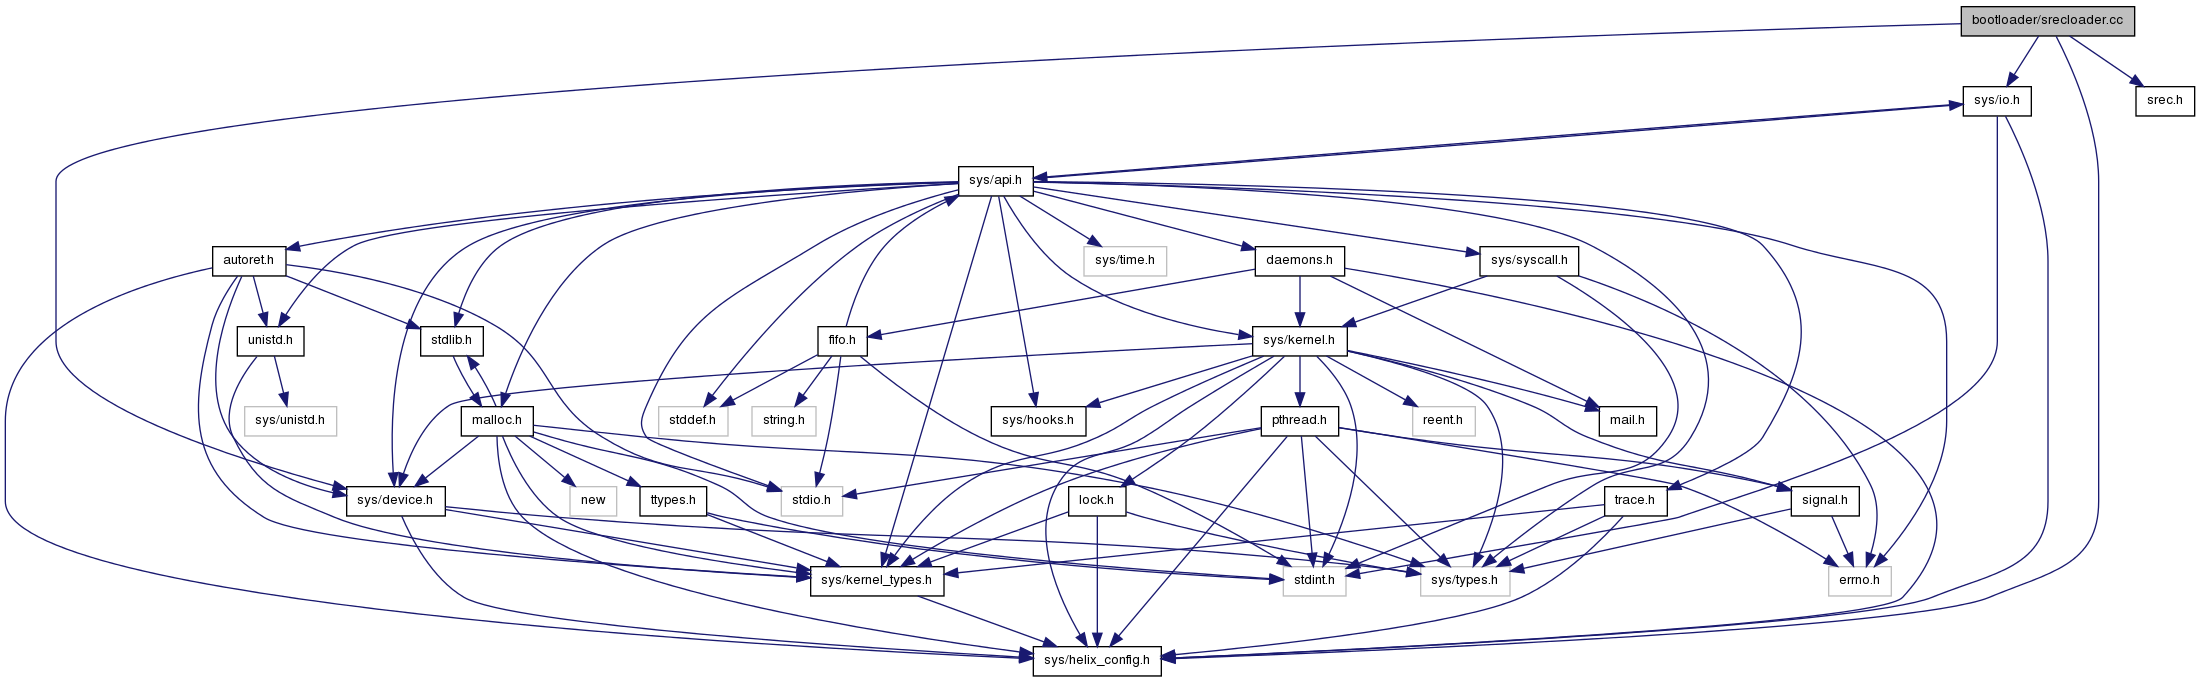 bootloader/srecloader.cc
sys/io.h
srec.h
sys/api.h
autoret.h
sys/time.h
daemons.h
sys/syscall.h
unistd.h
stdlib.h
fifo.h
sys/kernel.h
sys/unistd.h
malloc.h
stddef.h
string.h
sys/hooks.h
pthread.h
reent.h
mail.h
sys/device.h
new
ttypes.h
stdio.h
lock.h
trace.h
signal.h
sys/kernel_types.h
stdint.h
sys/types.h
errno.h
sys/helix_config.h